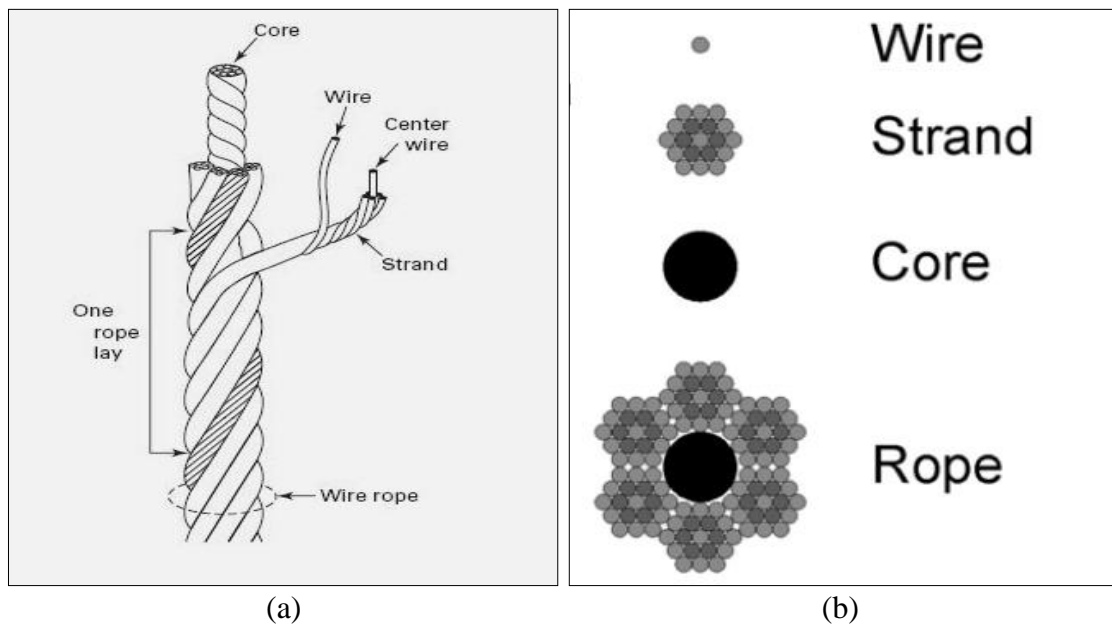 Core
Wire
Center
wire
Strand
One
rope
lay
Wire rope
(a)
Wire
Strand
Core
Rope
(b)